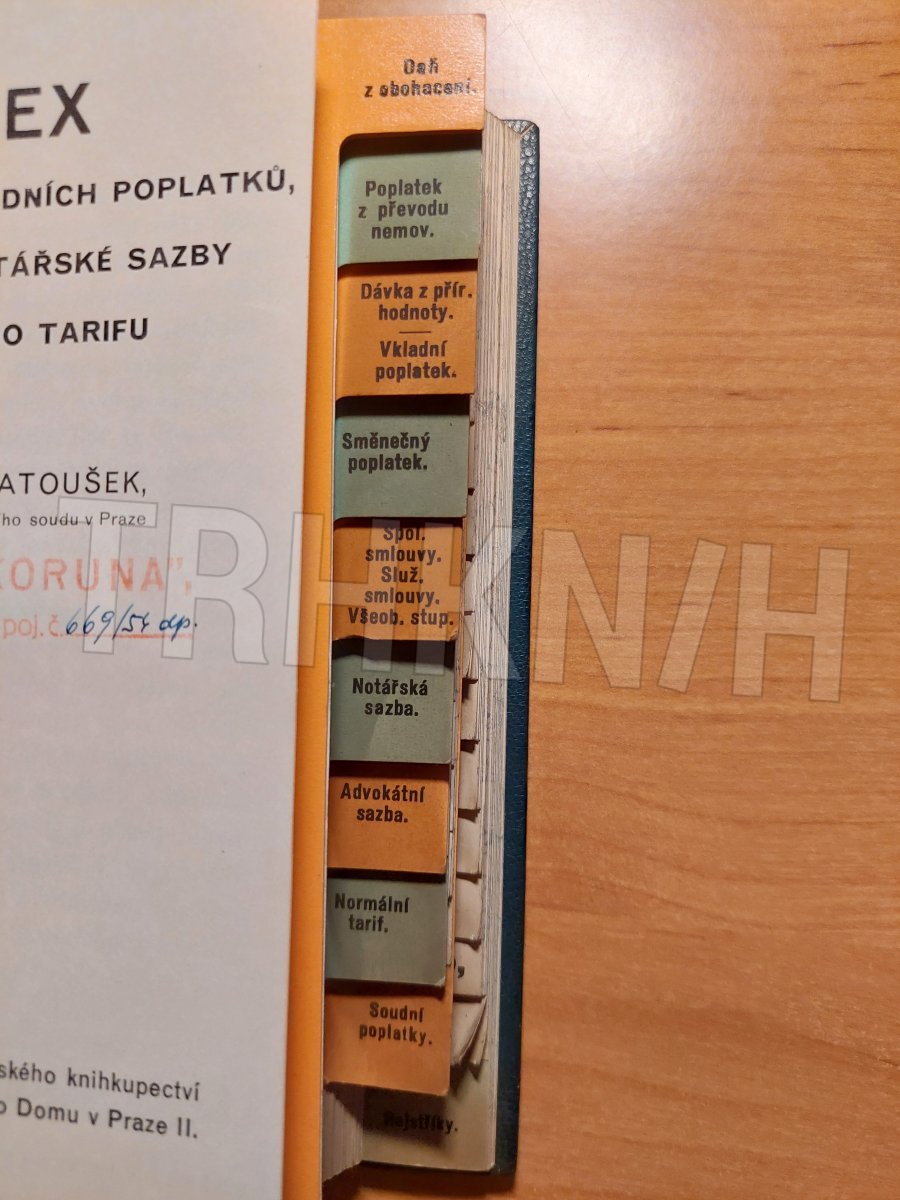 EX
DNÍCH POPLATKŮ,
TÁŘSKÉ SAZBY
O TARIFU
ATOUŠEK,
ího soudu v Praze
KORUNA",
poj. č. 669/54 dp.
ského knihkupectví
o Domu v Praze II.
Daň
z obohacení.
Poplatek
z převodu
nemov.
Dávka z přír.
hodnoty.
Vkladní
poplatek.
Směnečný
poplatek.
Spol.
smlouvy.
Služ.
smlouvy.
Všeob. stup.
Notářská
sazba.
Advokátní
sazba.
Normální
tarif.
Soudní
poplatky.
Rejstříky.
TRHKN/H